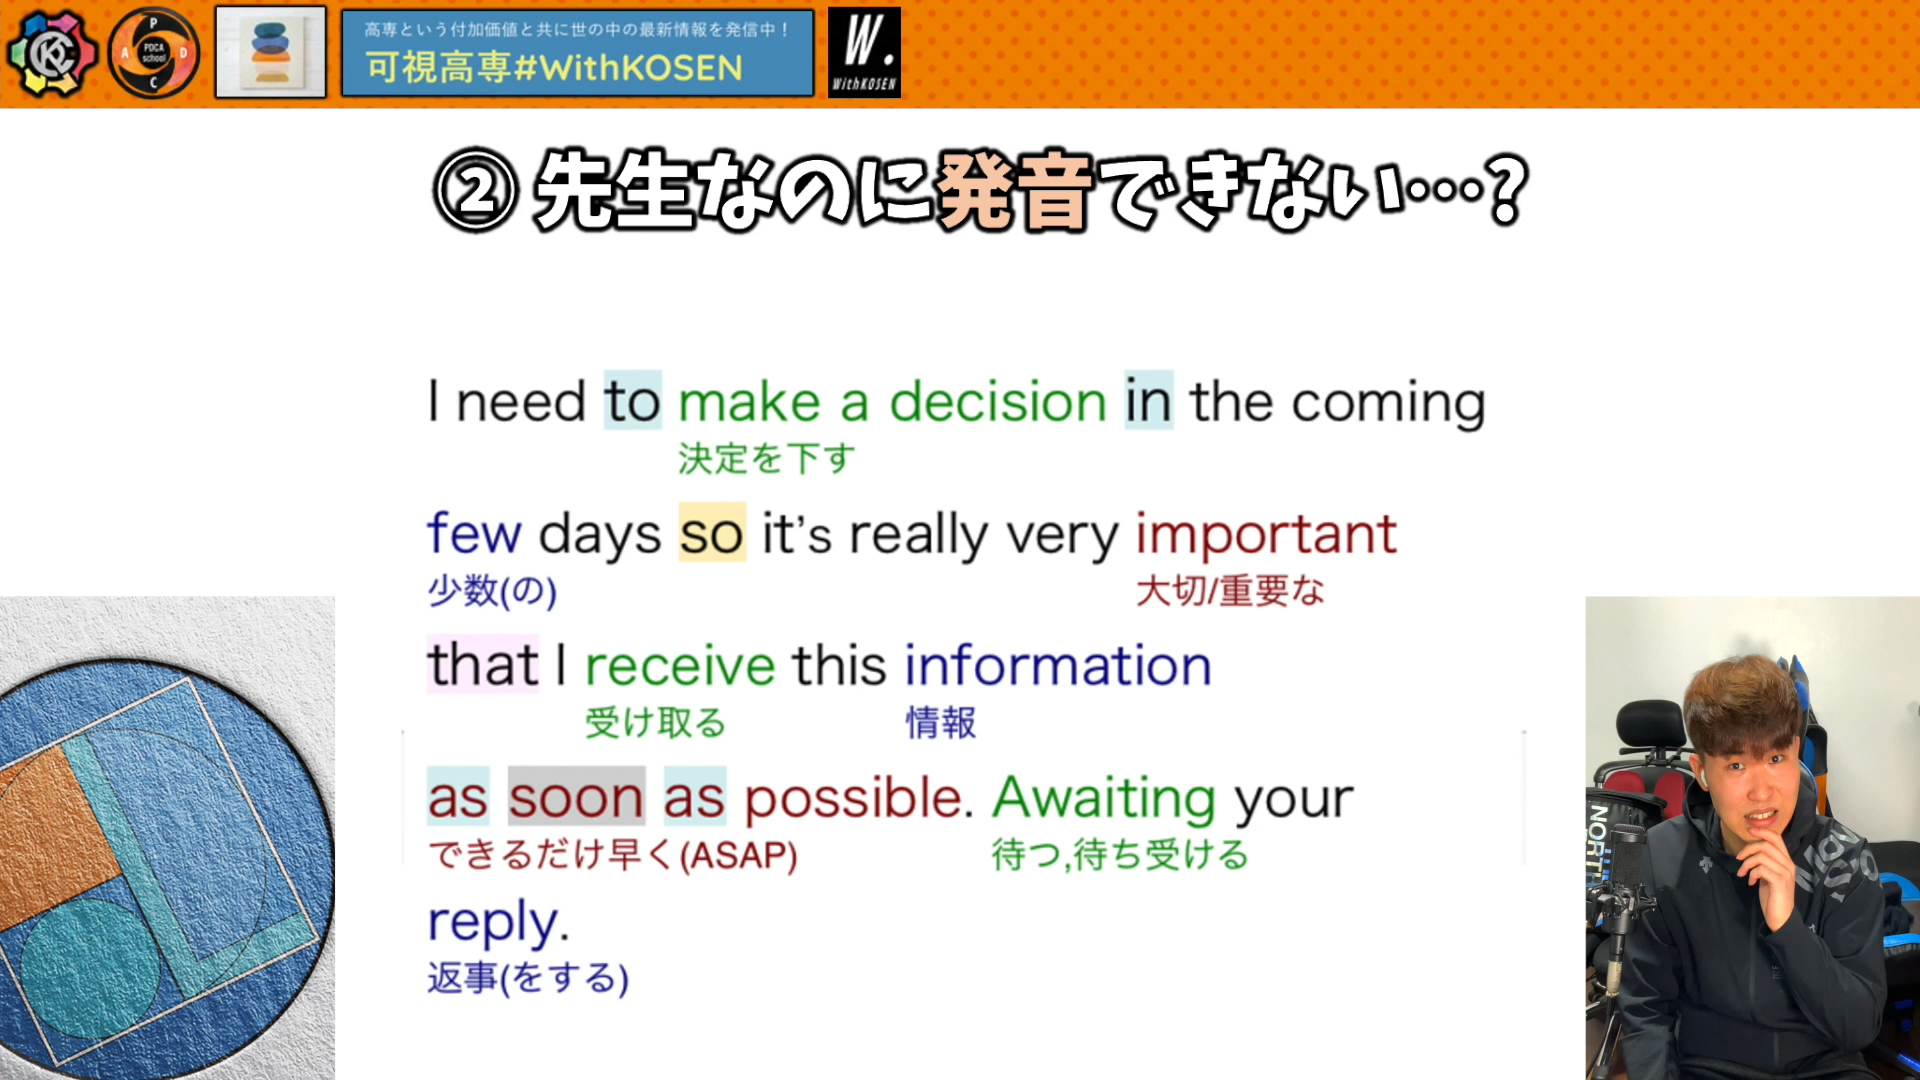 P
A
PDCA
school
D
C
KC
高専という付加価値と共に世の中の最新情報を発信中！
可視高専#WithKOSEN
W.
WithKOSEN
② 先生なのに発音できない…?
I need to make a decision in the coming
決定を下す
few days so it's really very important
少数(の)
大切/重要な
that I receive this information
受け取る
情報
as soon as possible. Awaiting your
できるだけ早く(ASAP)
待つ,待ち受ける
reply.
返事(をする)